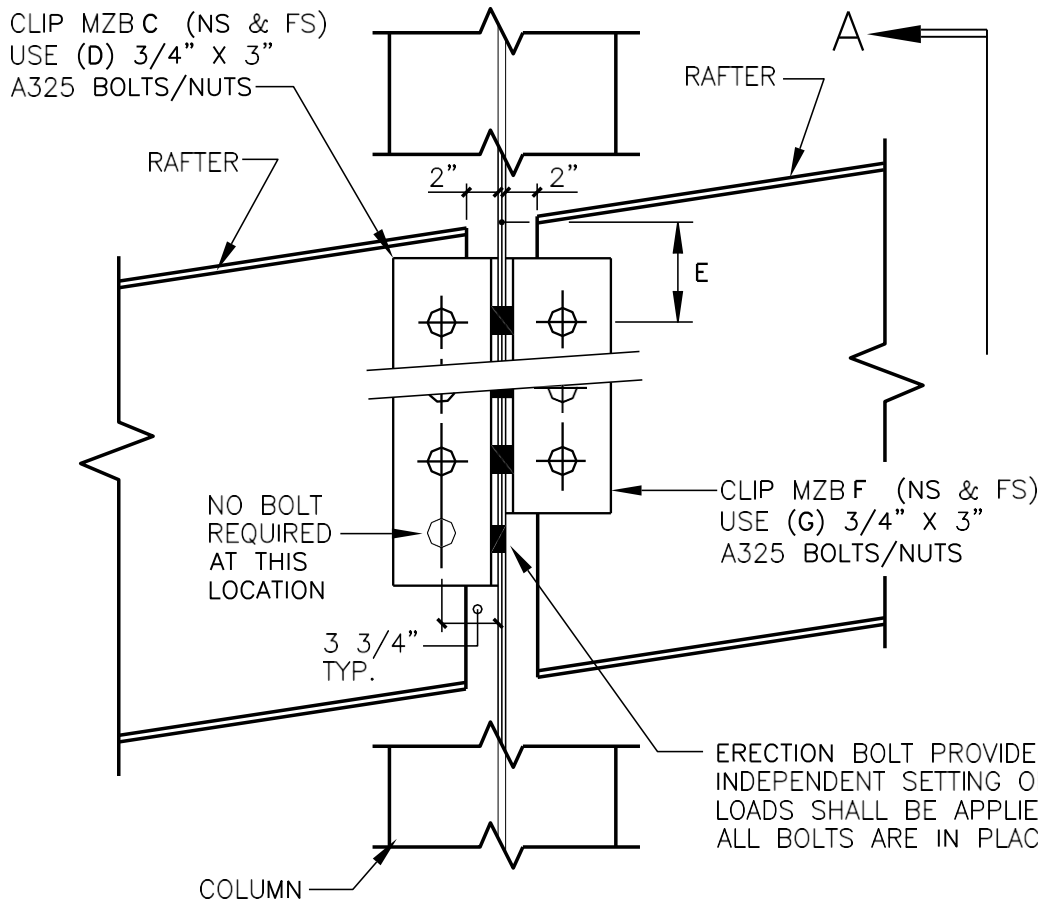 CLIP MZB C (NS & FS)
USE (D) 3/4" X 3"
A325 BOLTS/NUTS
A
RAFTER
RAFTER
2"
2"
E
CLIP MZB F (NS & FS)
USE (G) 3/4" X 3"
A325 BOLTS/NUTS
NO BOLT
REQUIRED
AT THIS
LOCATION
3 3/4"
TYP.
ERECTION BOLT PROVIDE
INDEPENDENT SETTING O
LOADS SHALL BE APPLIE
ALL BOLTS ARE IN PLAC
COLUMN